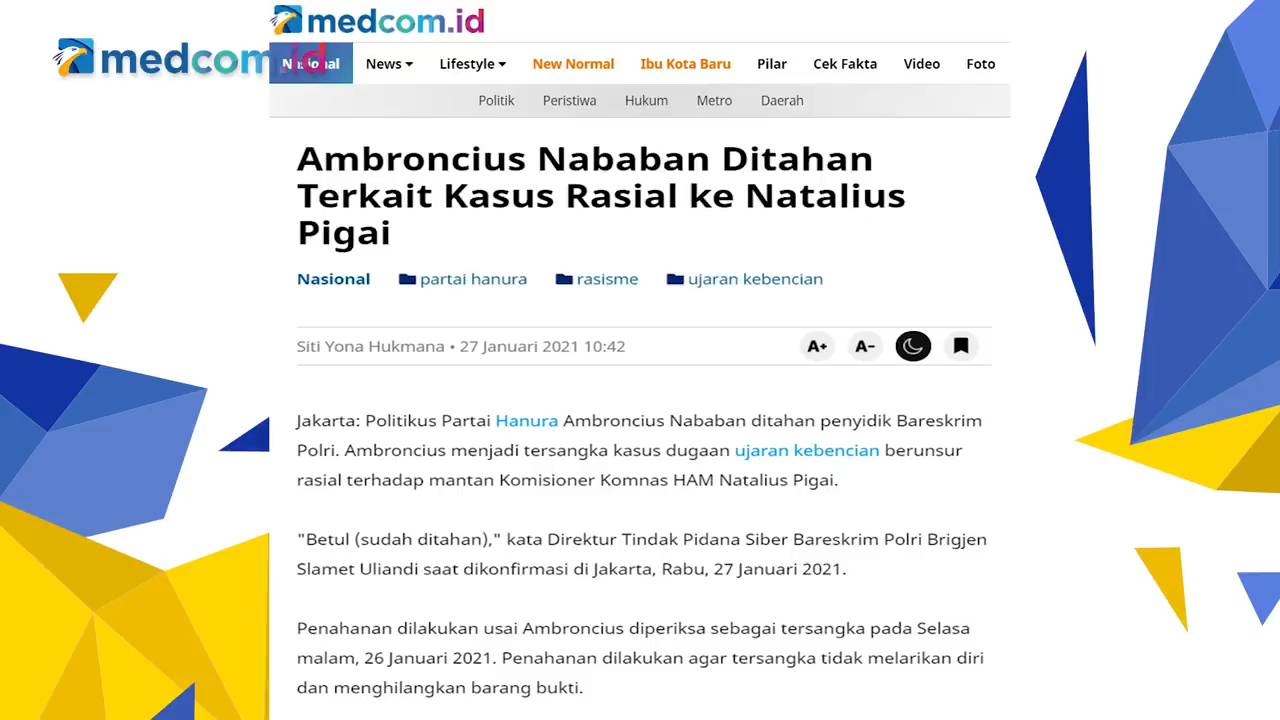 medcom.id
medcom.id
Nasional News Lifestyle New Normal Ibu Kota Baru Pilar Cek Fakta Video Foto
Politik Peristiwa Hukum Metro Daerah
Ambroncius Nababan Ditahan
Terkait Kasus Rasial ke Natalius
Pigai
Nasional partai hanura rasisme ujaran kebencian
Siti Yona Hukmana • 27 Januari 2021 10:42 A+ A-
Jakarta: Politikus Partai Hanura Ambroncius Nababan ditahan penyidik Bareskrim
Polri. Ambroncius menjadi tersangka kasus dugaan ujaran kebencian berunsur
rasial terhadap mantan Komisioner Komnas HAM Natalius Pigai.
"Betul (sudah ditahan)," kata Direktur Tindak Pidana Siber Bareskrim Polri Brigjen
Slamet Uliandi saat dikonfirmasi di Jakarta, Rabu, 27 Januari 2021.
Penahanan dilakukan usai Ambroncius diperiksa sebagai tersangka pada Selasa
malam, 26 Januari 2021. Penahanan dilakukan agar tersangka tidak melarikan diri
dan menghilangkan barang bukti.